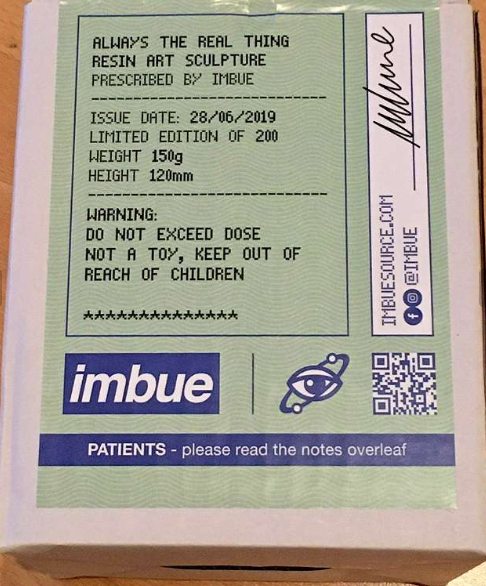 ALWAYS THE REAL THING
RESIN ART SCULPTURE
PRESCRIBED BY IMBUE
ISSUE DATE: 28/06/2019
LIMITED EDITION OF 200
WEIGHT 150g
HEIGHT 120mm
WARNING:
DO NOT EXCEED DOSE
NOT A TOY, KEEP OUT OF
REACH OF CHILDREN
**************
imbue
IMBUESOURCE.COM
@IMBUE
PATIENTS - please read the notes overleaf